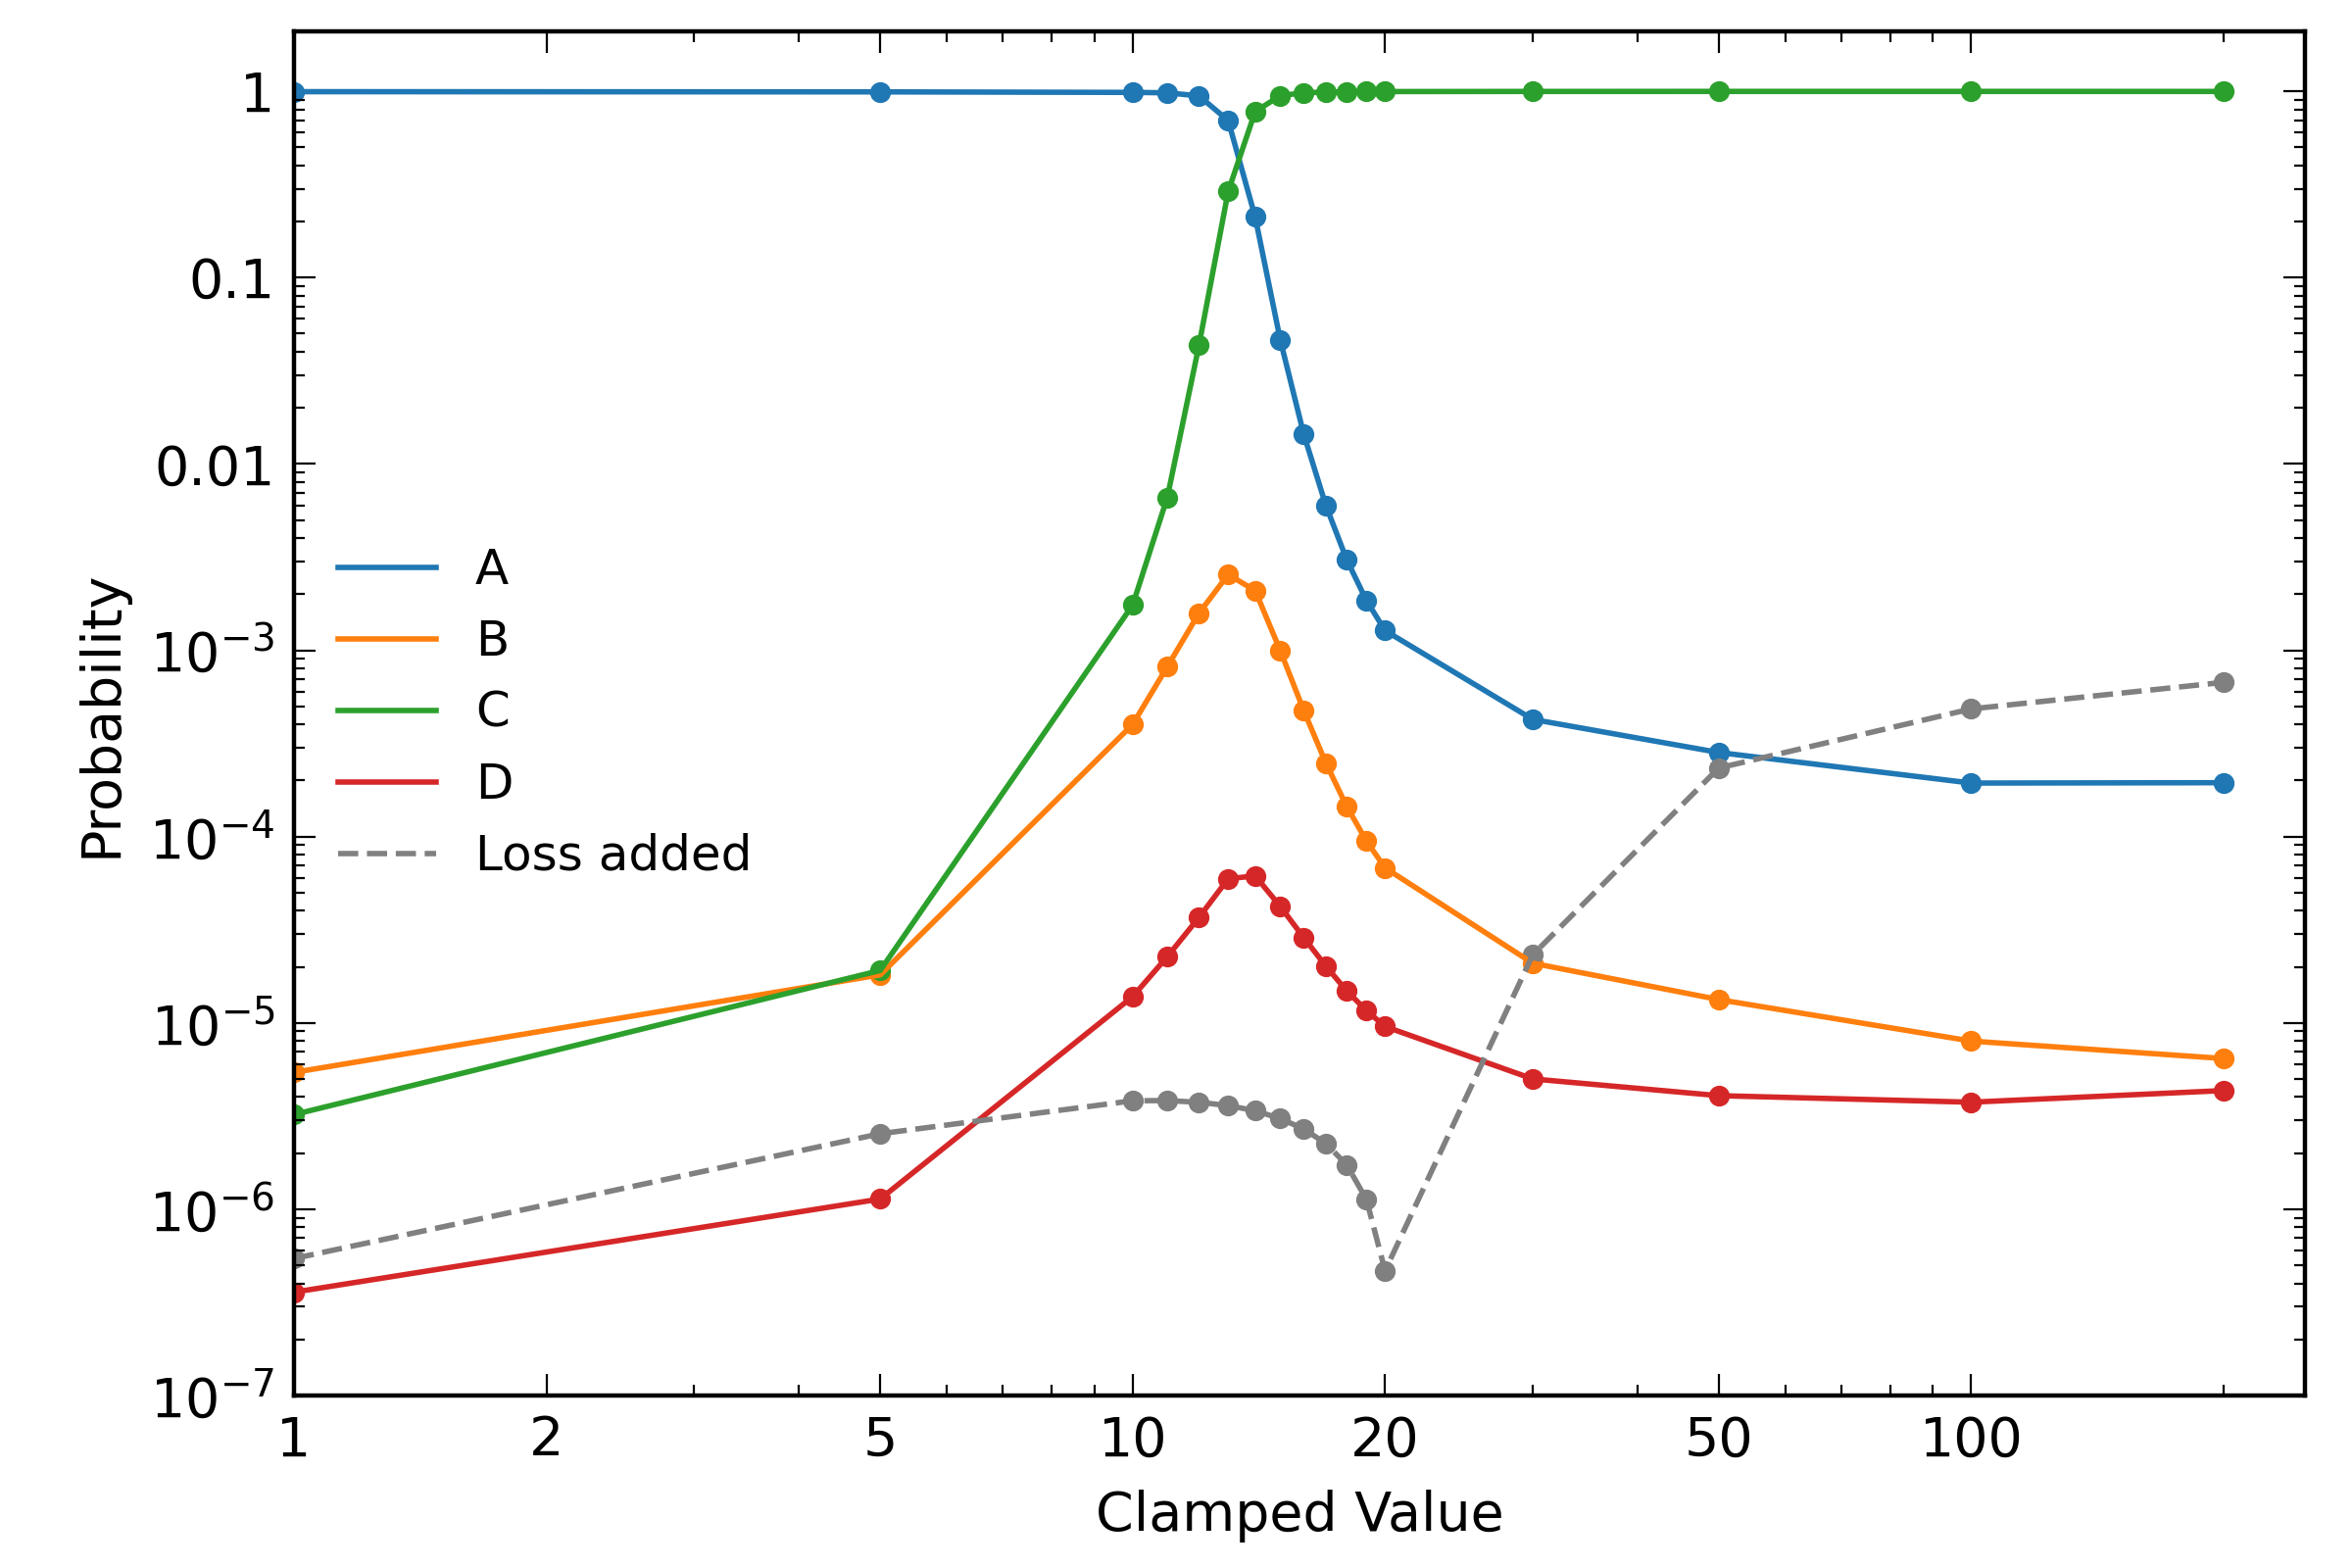 1
0.1
0.01
10⁻³
10⁻⁴
10⁻⁵
10⁻⁶
10⁻⁷
Probability
A
B
C
D
Loss added
1 2 5 10 20 50 100
Clamped Value